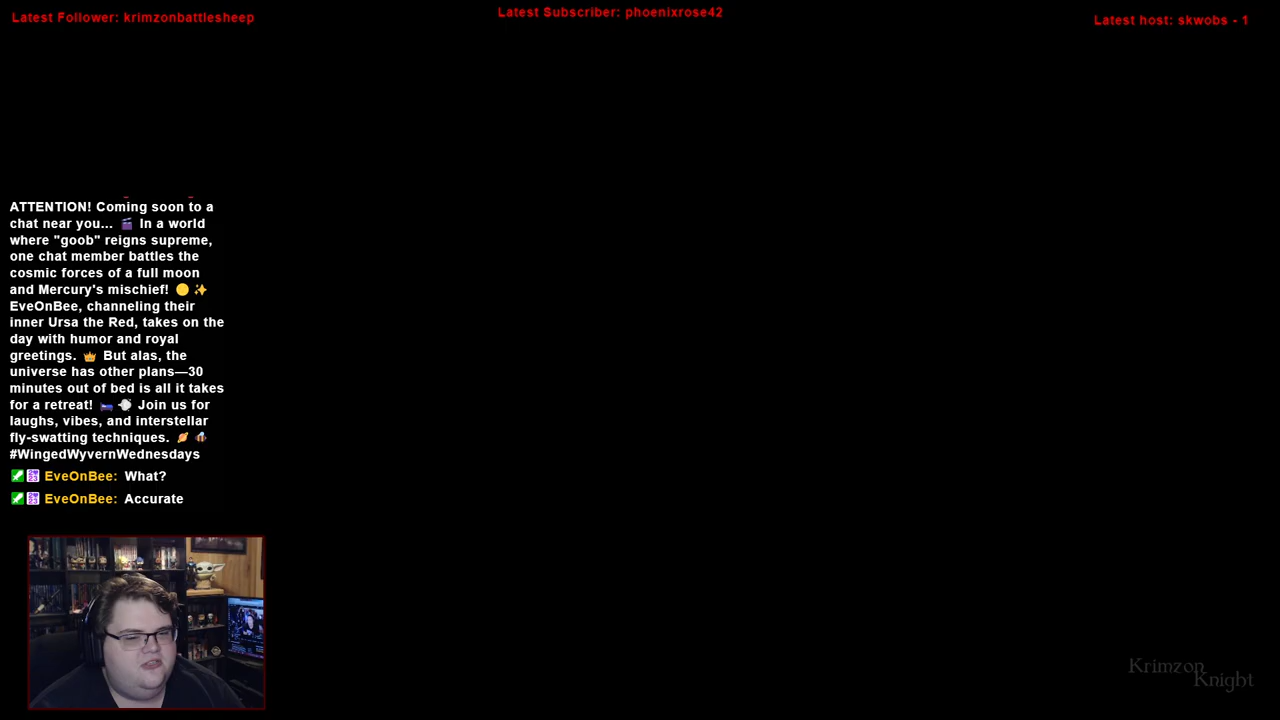 Latest Follower: krimzonbattlesheep
Latest Subscriber: phoenixrose42
Latest host: skwobs - 1
ATTENTION! Coming soon to a
chat near you... 🎬 In a world
where "goob" reigns supreme,
one chat member battles the
cosmic forces of a full moon
and Mercury's mischief! 🌕 ✨
EveOnBee, channeling their
inner Ursa the Red, takes on the
day with humor and royal
greetings. 👑 But alas, the
universe has other plans—30
minutes out of bed is all it takes
for a retreat! 🛏️ 💨 Join us for
laughs, vibes, and interstellar
fly-swatting techniques. 🪐 🐝
#WingedWyvernWednesdays
EveOnBee: What?
EveOnBee: Accurate
Krimzon
Knight